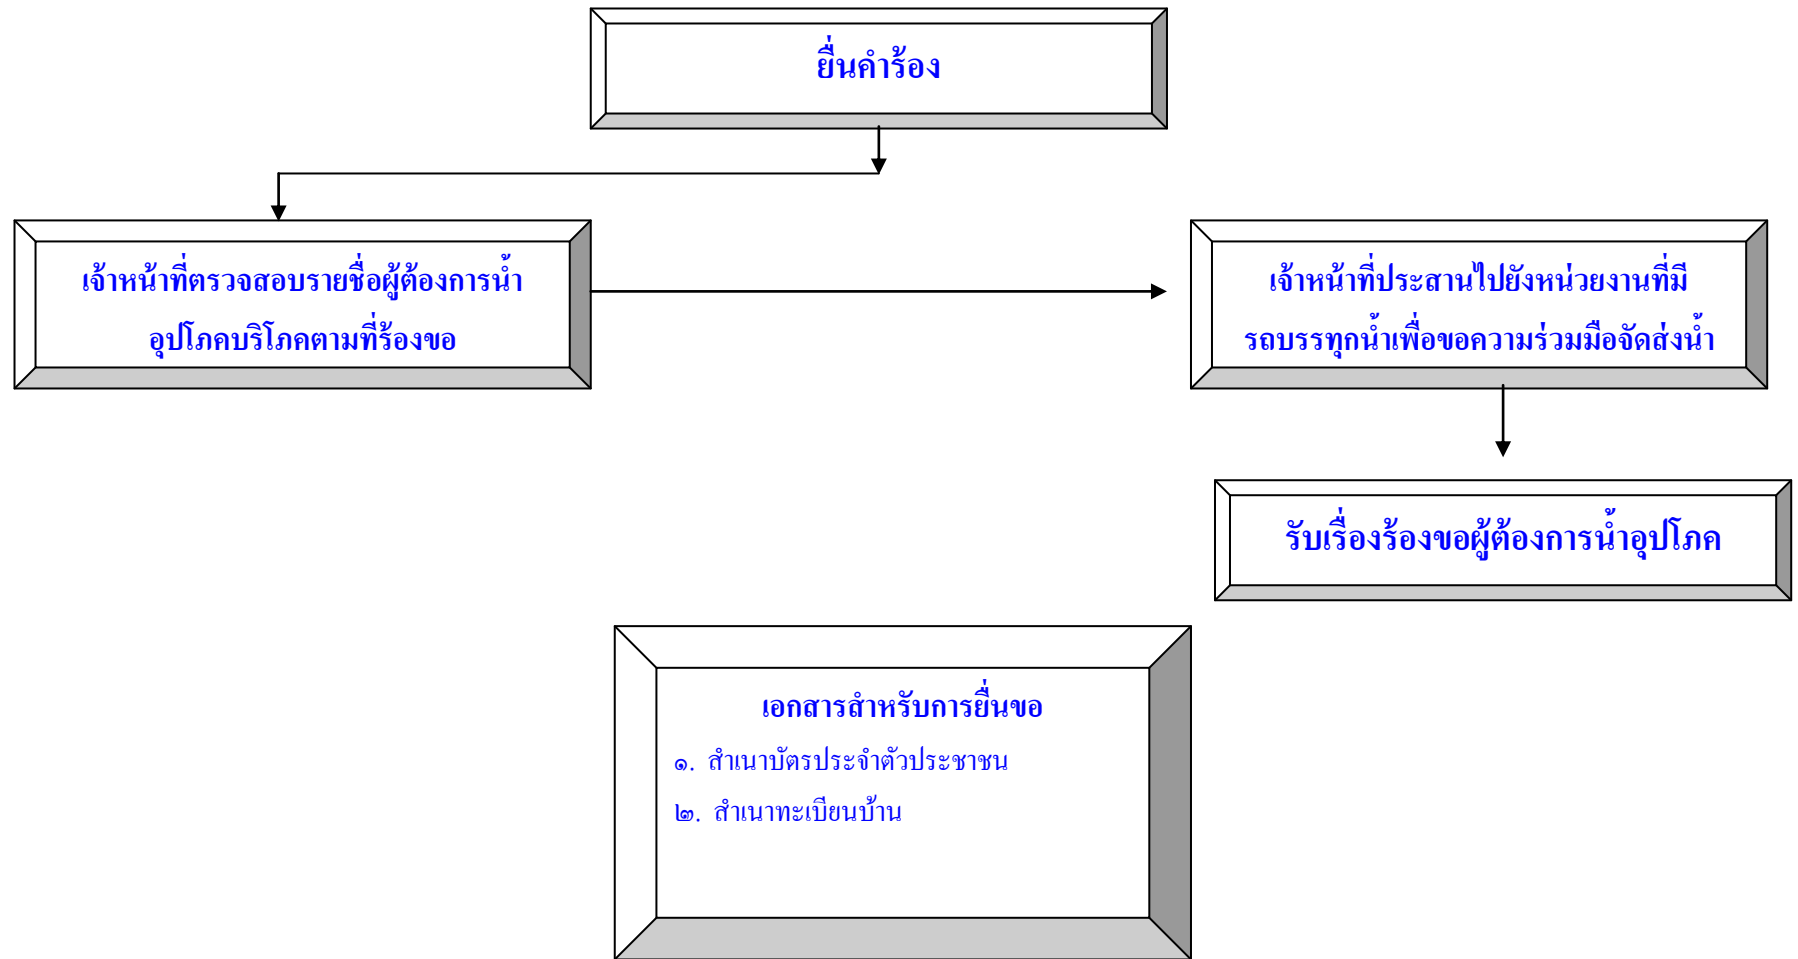 ยื่นคำร้อง
เจ้าหน้าที่ตรวจสอบรายชื่อผู้ต้องการน้ำ
อุปโภคบริโภคตามที่ร้องขอ
เจ้าหน้าที่ประสานไปยังหน่วยงานที่มี
รถบรรทุกน้ำเพื่อขอความร่วมมือจัดส่งน้ำ
รับเรื่องร้องขอผู้ต้องการน้ำอุปโภค
เอกสารสำหรับการยื่นขอ
๑. สำเนาบัตรประจำตัวประชาชน
๒. สำเนาทะเบียนบ้าน